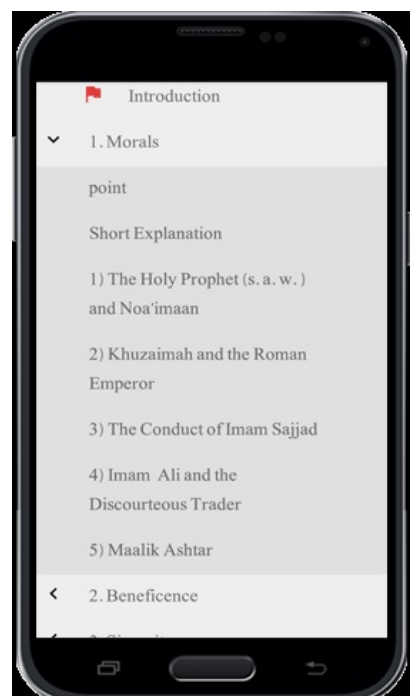 Introduction
1. Morals
point
Short Explanation
1) The Holy Prophet (s. a. w. )
and Noa'imaan
2) Khuzaimah and the Roman
Emperor
3) The Conduct of Imam Sajjad
4) Imam Ali and the
Discourteous Trader
5) Maalik Ashtar
2. Beneficence